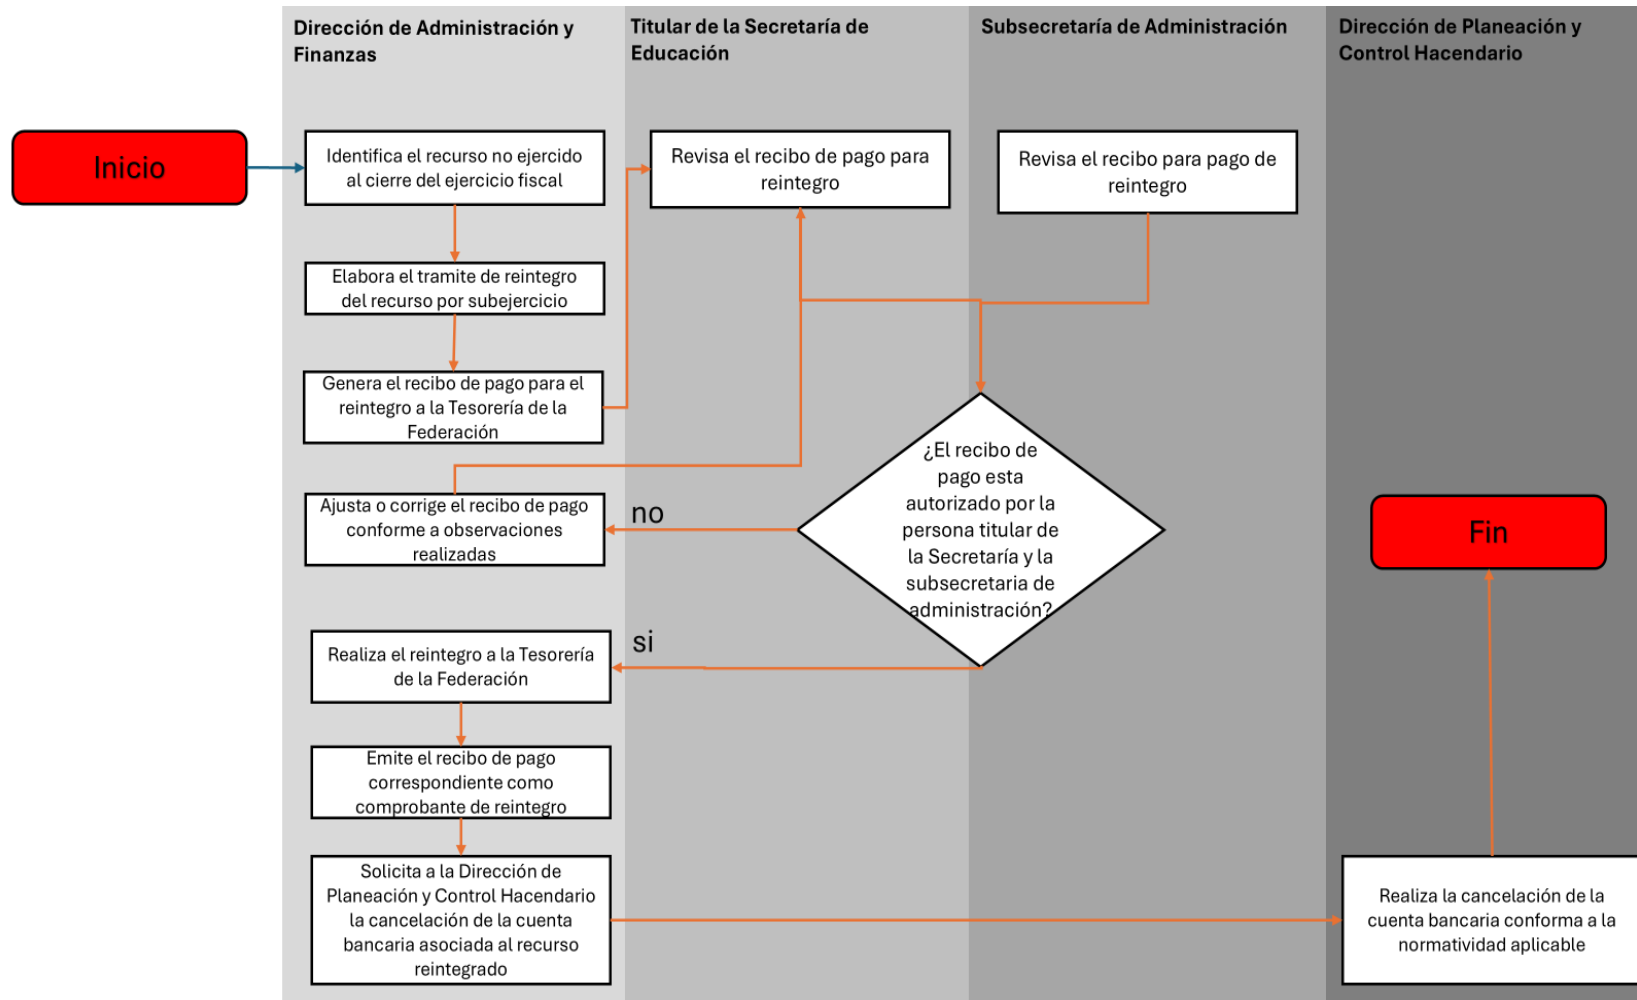 Dirección de Administración y
Finanzas
Titular de la Secretaría de
Educación
Subsecretaría de Administración
Dirección de Planeación y
Control Hacendario
Inicio
Identifica el recurso no ejercido
al cierre del ejercicio fiscal
Revisa el recibo de pago para
reintegro
Revisa el recibo para pago de
reintegro
Elabora el tramite de reintegro
del recurso por subejercicio
Genera el recibo de pago para el
reintegro a la Tesorería de la
Federación
¿El recibo de
pago esta
autorizado por la
persona titular de
la Secretaría y la
subsecretaria de
administración?
Ajusta o corrige el recibo de pago
conforme a observaciones
realizadas
no
Fin
si
Realiza el reintegro a la Tesorería
de la Federación
Emite el recibo de pago
correspondiente como
comprobante de reintegro
Solicita a la Dirección de
Planeación y Control Hacendario
la cancelación de la cuenta
bancaria asociada al recurso
reintegrado
Realiza la cancelación de la
cuenta bancaria conforma a la
normatividad aplicable